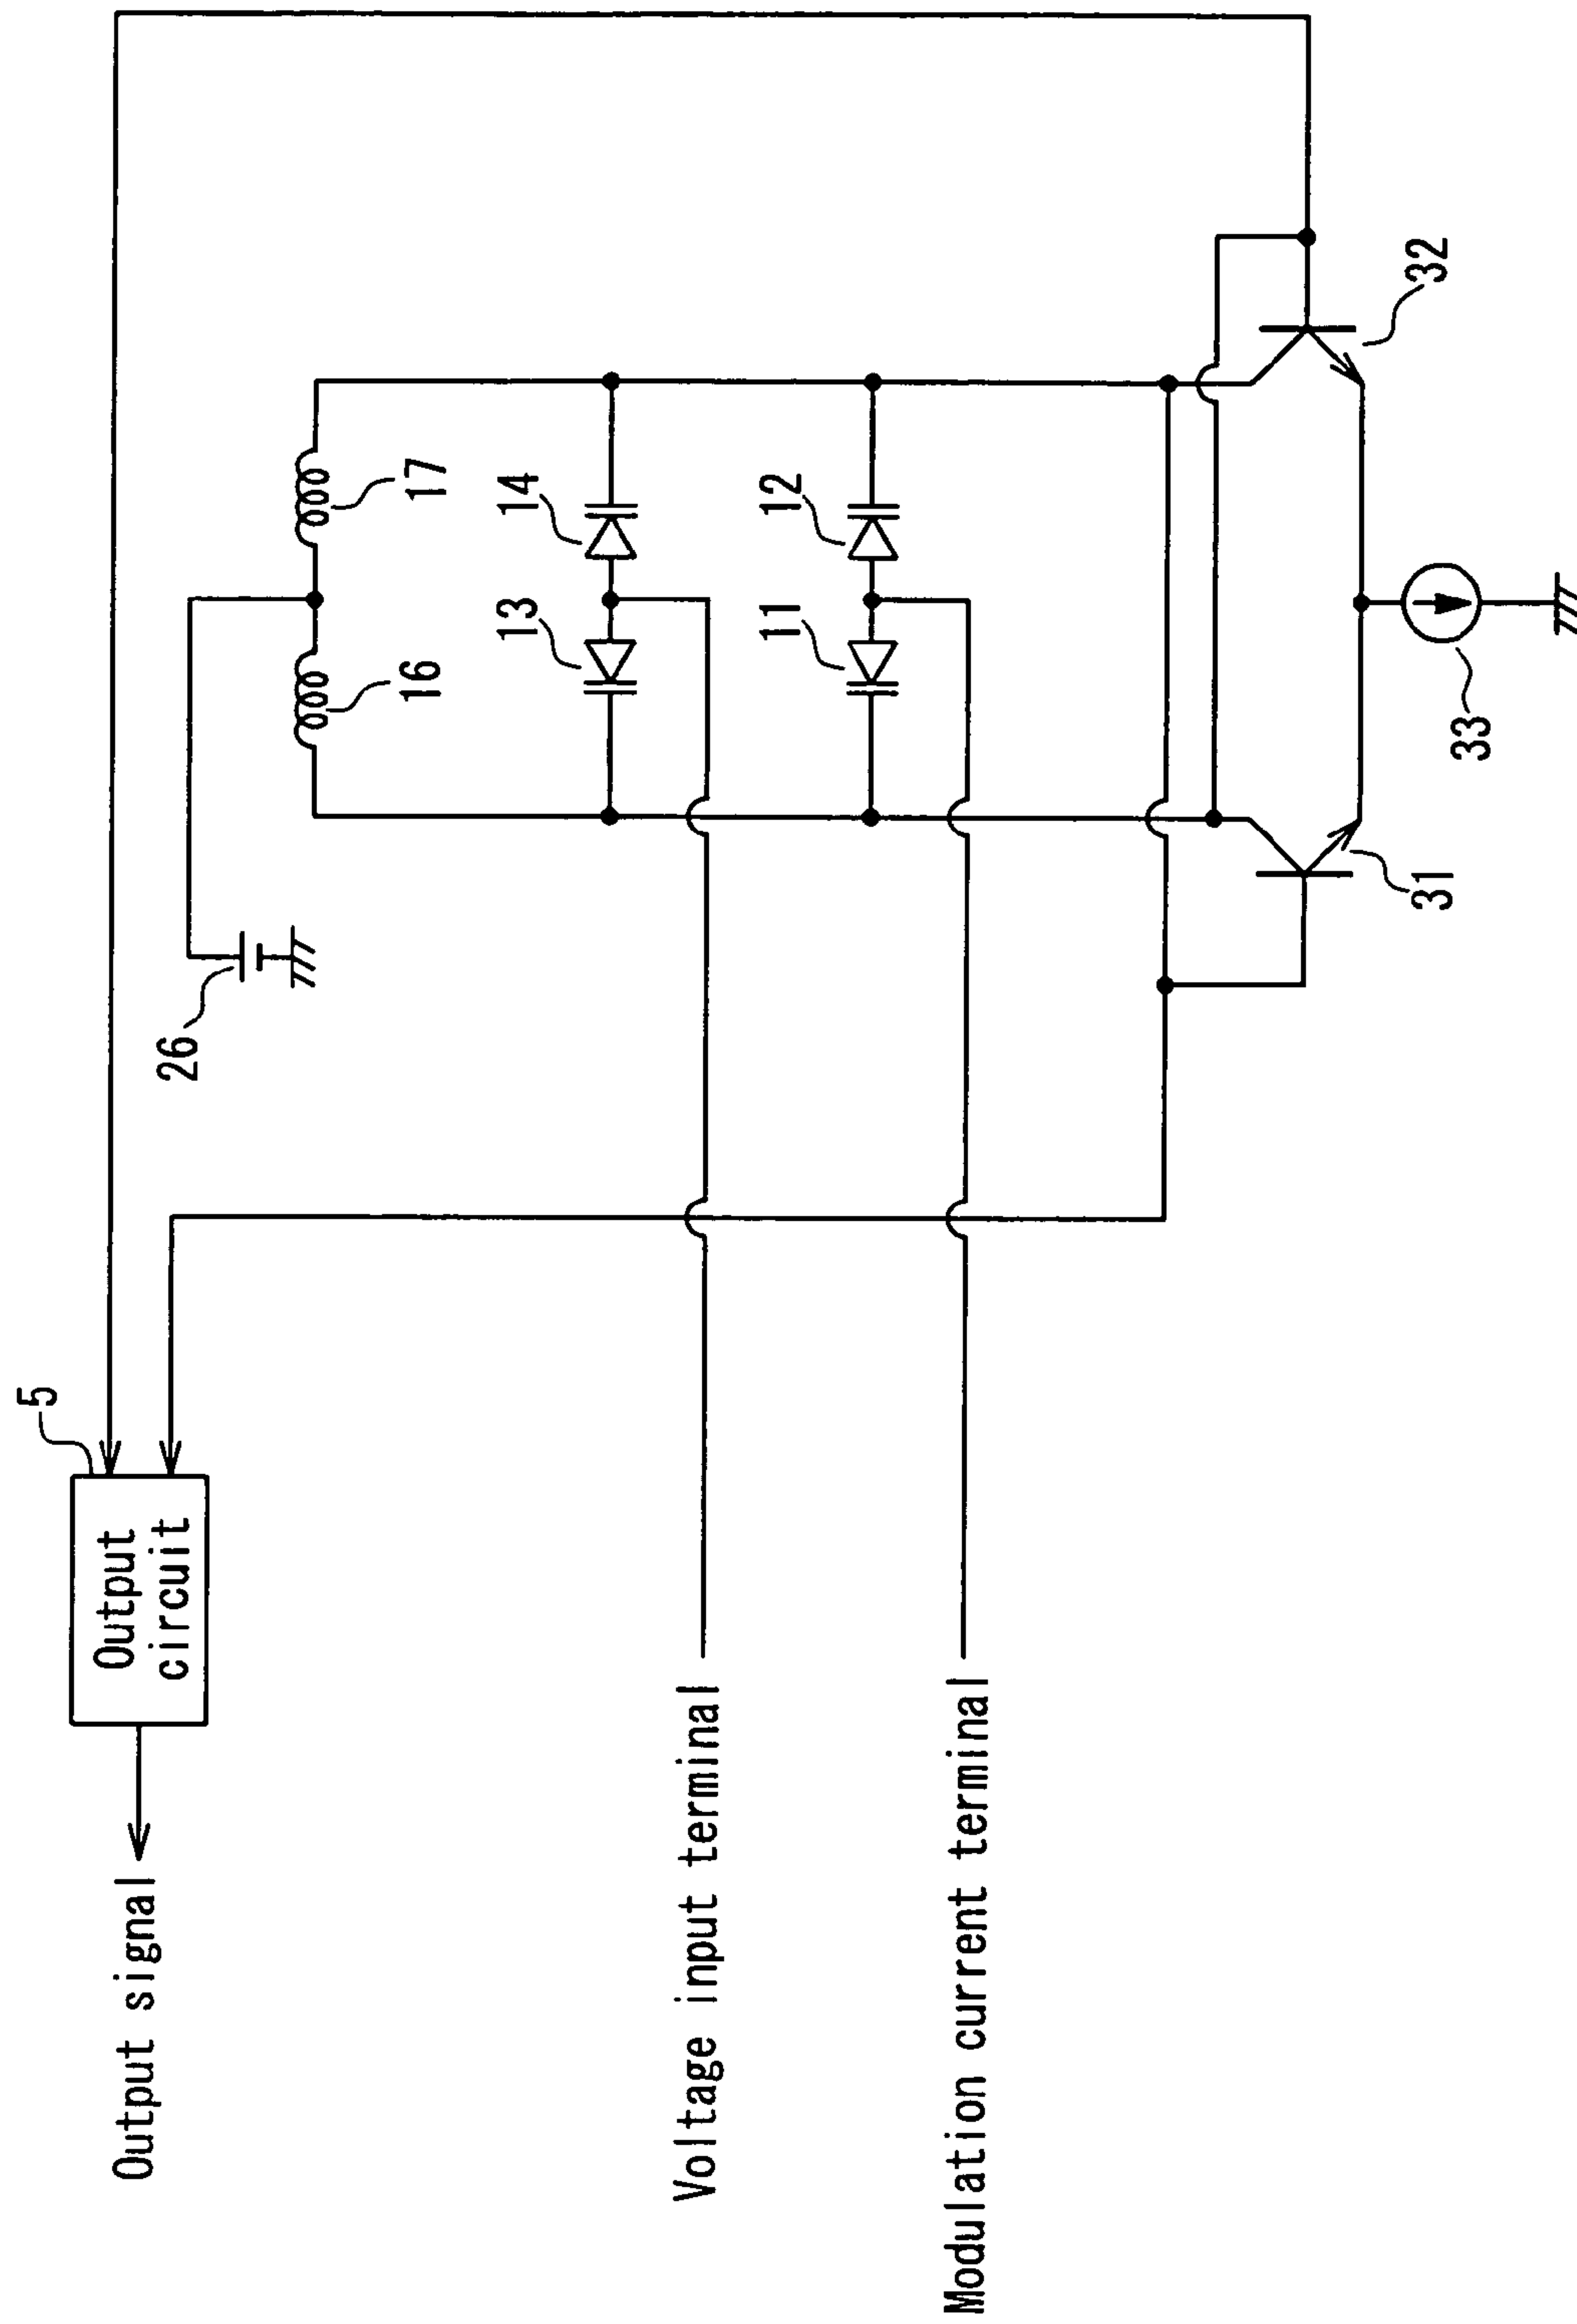 5
Output
circuit
Output signal
26
16
17
13
14
Voltage input terminal
11
12
Modulation current terminal
31
32
33